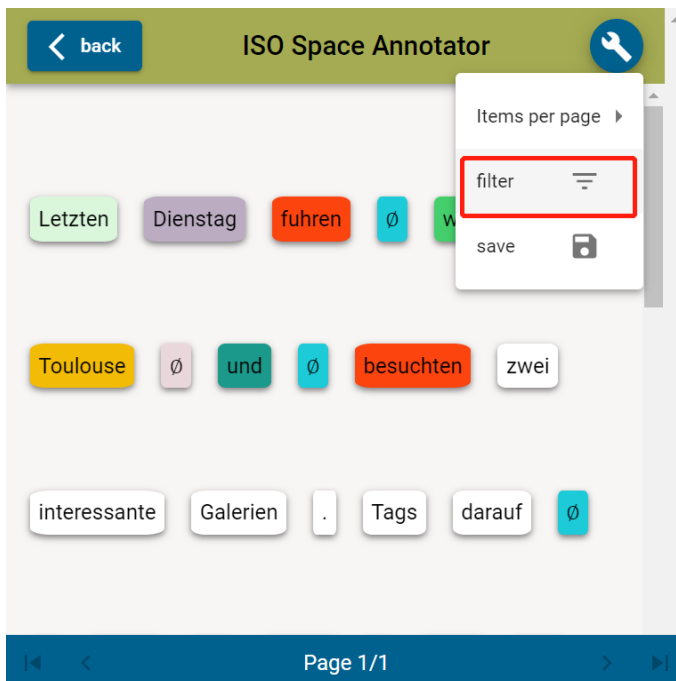 back
ISO Space Annotator
Items per page
filter
save
Letzten Dienstag fuhren Ø w
Toulouse Ø und Ø besuchten zwei
interessante Galerien . Tags darauf Ø
Page 1/1